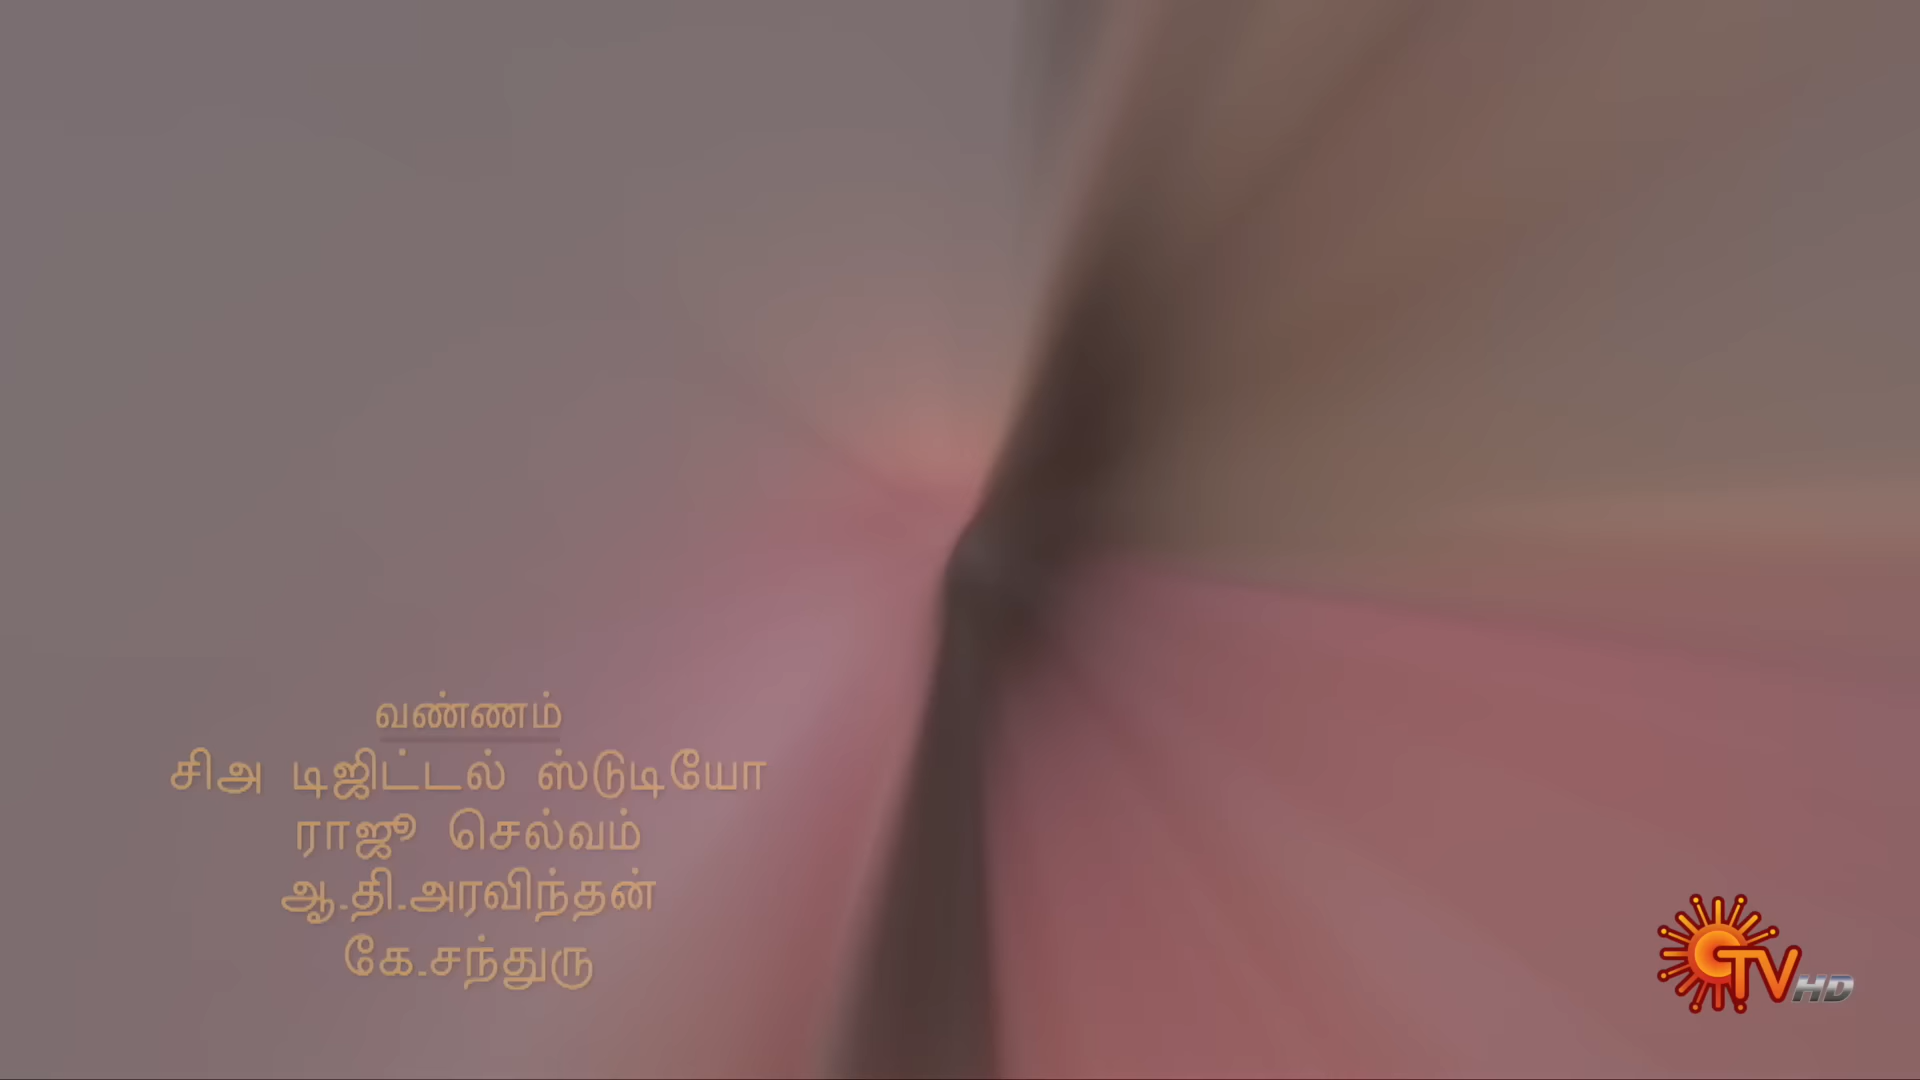 வண்ணம்
சிஅ டிஜிட்டல் ஸ்டுடியோ
ராஜூ செல்வம்
ஆ.தி.அரவிந்தன்
கே.சந்துரு
TV HD